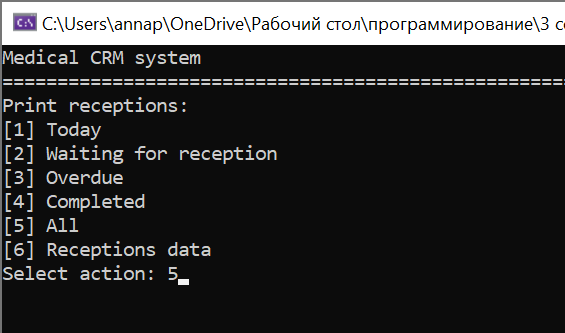 C:\Users\annap\OneDrive\Рабочий стол\программирование\3
Medical CRM system
====================================================
Print receptions:
[1] Today
[2] Waiting for reception
[3] Overdue
[4] Completed
[5] All
[6] Receptions data
Select action: 5